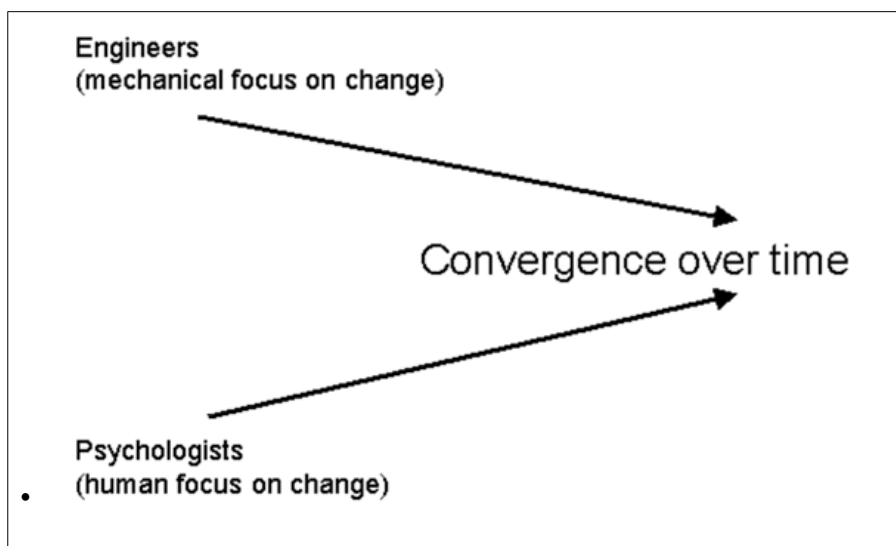 Engineers
(mechanical focus on change)
Convergence over time
Psychologists
(human focus on change)